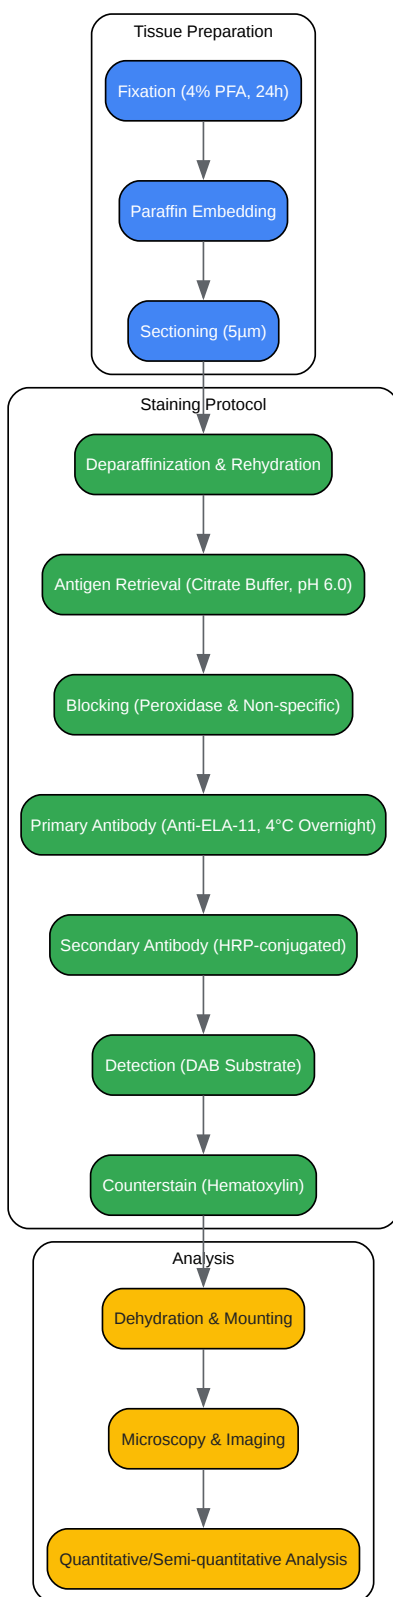 Tissue Preparation
Fixation (4% PFA, 24h)
Paraffin Embedding
Sectioning (5µm)
Staining Protocol
Deparaffinization & Rehydration
Antigen Retrieval (Citrate Buffer, pH 6.0)
Blocking (Peroxidase & Non-specific)
Primary Antibody (Anti-ELA-11, 4°C Overnight)
Secondary Antibody (HRP-conjugated)
Detection (DAB Substrate)
Counterstain (Hematoxylin)
Analysis
Dehydration & Mounting
Microscopy & Imaging
Quantitative/Semi-quantitative Analysis